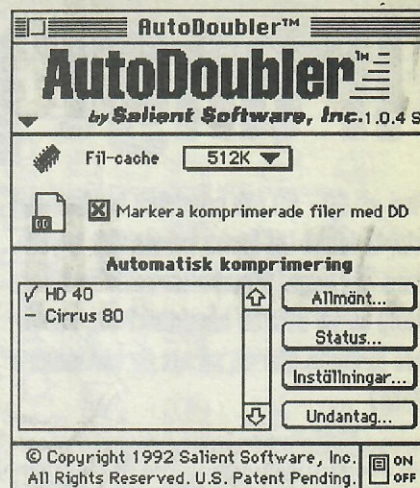 AutoDoubler™
AutoDoubler™
by Salient Software, Inc. 1.0.4 S
Fil-cache 512K
DD Markera komprimerade filer med DD
Automatisk komprimering
✓ HD 40
– Cirrus 80
Allmänt...
Status...
Inställningar...
Undantag...
© Copyright 1992 Salient Software, Inc.
All Rights Reserved. U.S. Patent Pending.
ON
OFF